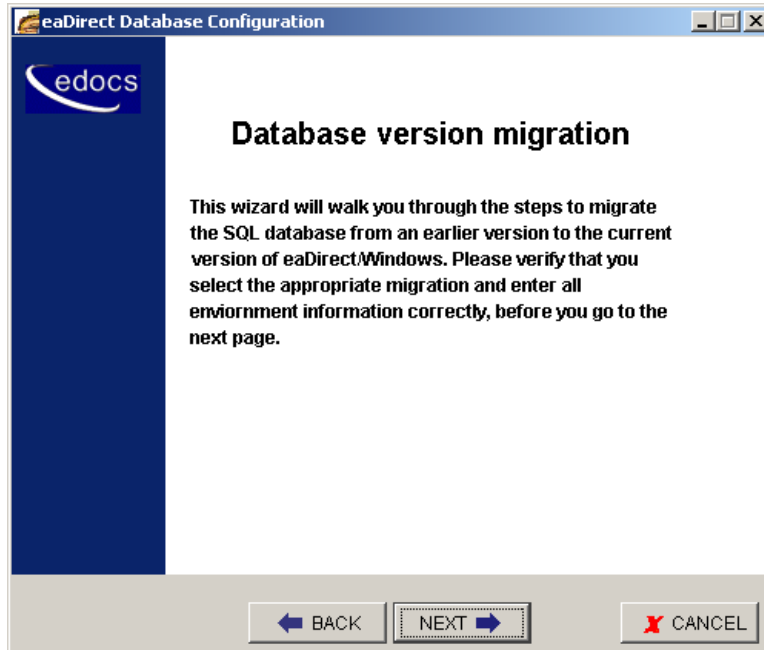 eaDirect Database Configuration
edocs
Database version migration
This wizard will walk you through the steps to migrate
the SQL database from an earlier version to the current
version of eaDirect/Windows. Please verify that you
select the appropriate migration and enter all
enviornment information correctly, before you go to the
next page.
BACK
NEXT
CANCEL